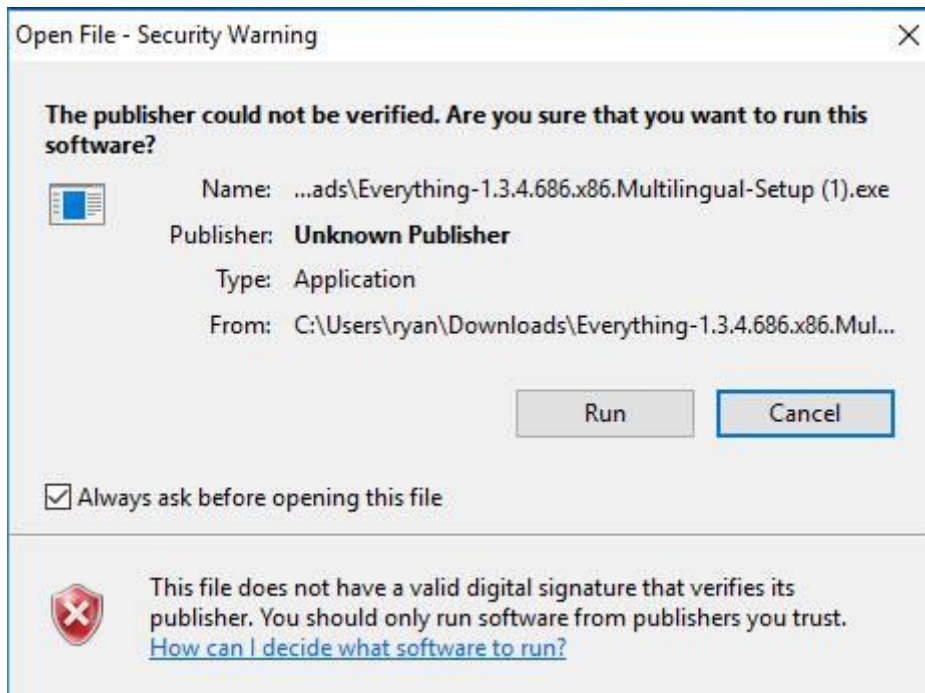 Open File - Security Warning
The publisher could not be verified. Are you sure that you want to run this
software?
Name: ...ads\Everything-1.3.4.686.x86.Multilingual-Setup (1).exe
Publisher: Unknown Publisher
Type: Application
From: C:\Users\ryan\Downloads\Everything-1.3.4.686.x86.Mul...
Run Cancel
Always ask before opening this file
This file does not have a valid digital signature that verifies its
publisher. You should only run software from publishers you trust.
How can I decide what software to run?